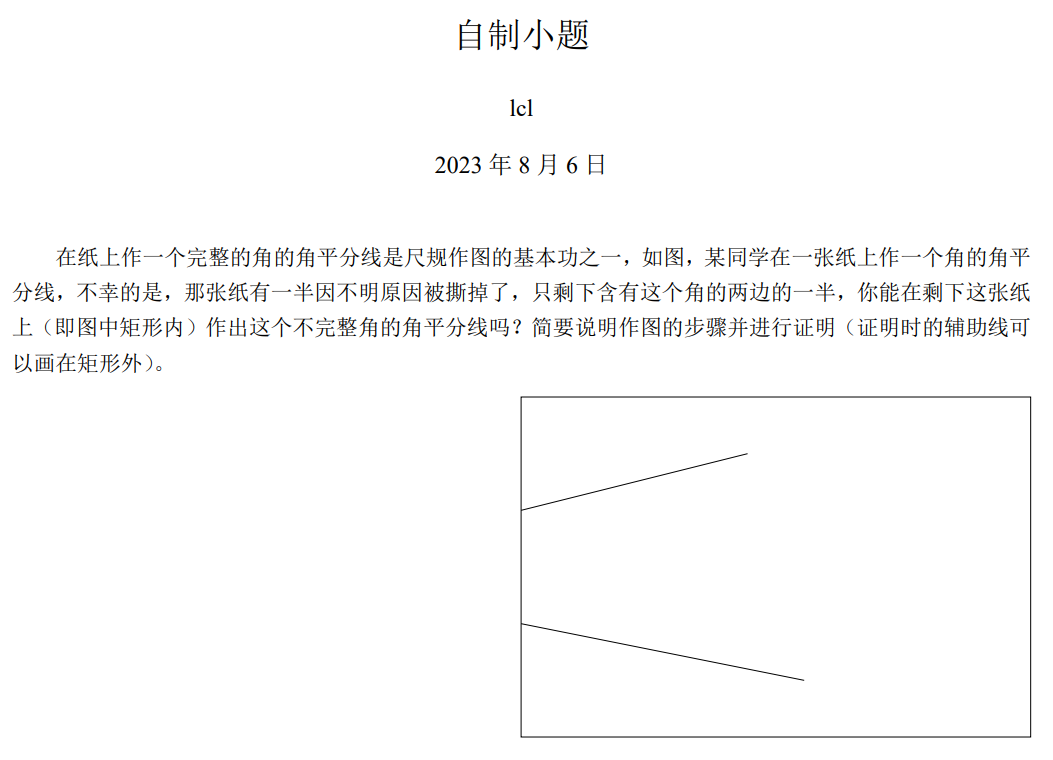 自制小题
lcl
2023 年 8 月 6 日
在纸上作一个完整的角的角平分线是尺规作图的基本功之一，如图，某同学在一张纸上作一个角的角平
分线，不幸的是，那张纸有一半因不明原因被撕掉了，只剩下含有这个角的两边的一半，你能在剩下这张纸
上（即图中矩形内）作出这个不完整角的角平分线吗？简要说明作图的步骤并进行证明（证明时的辅助线可
以画在矩形外）。